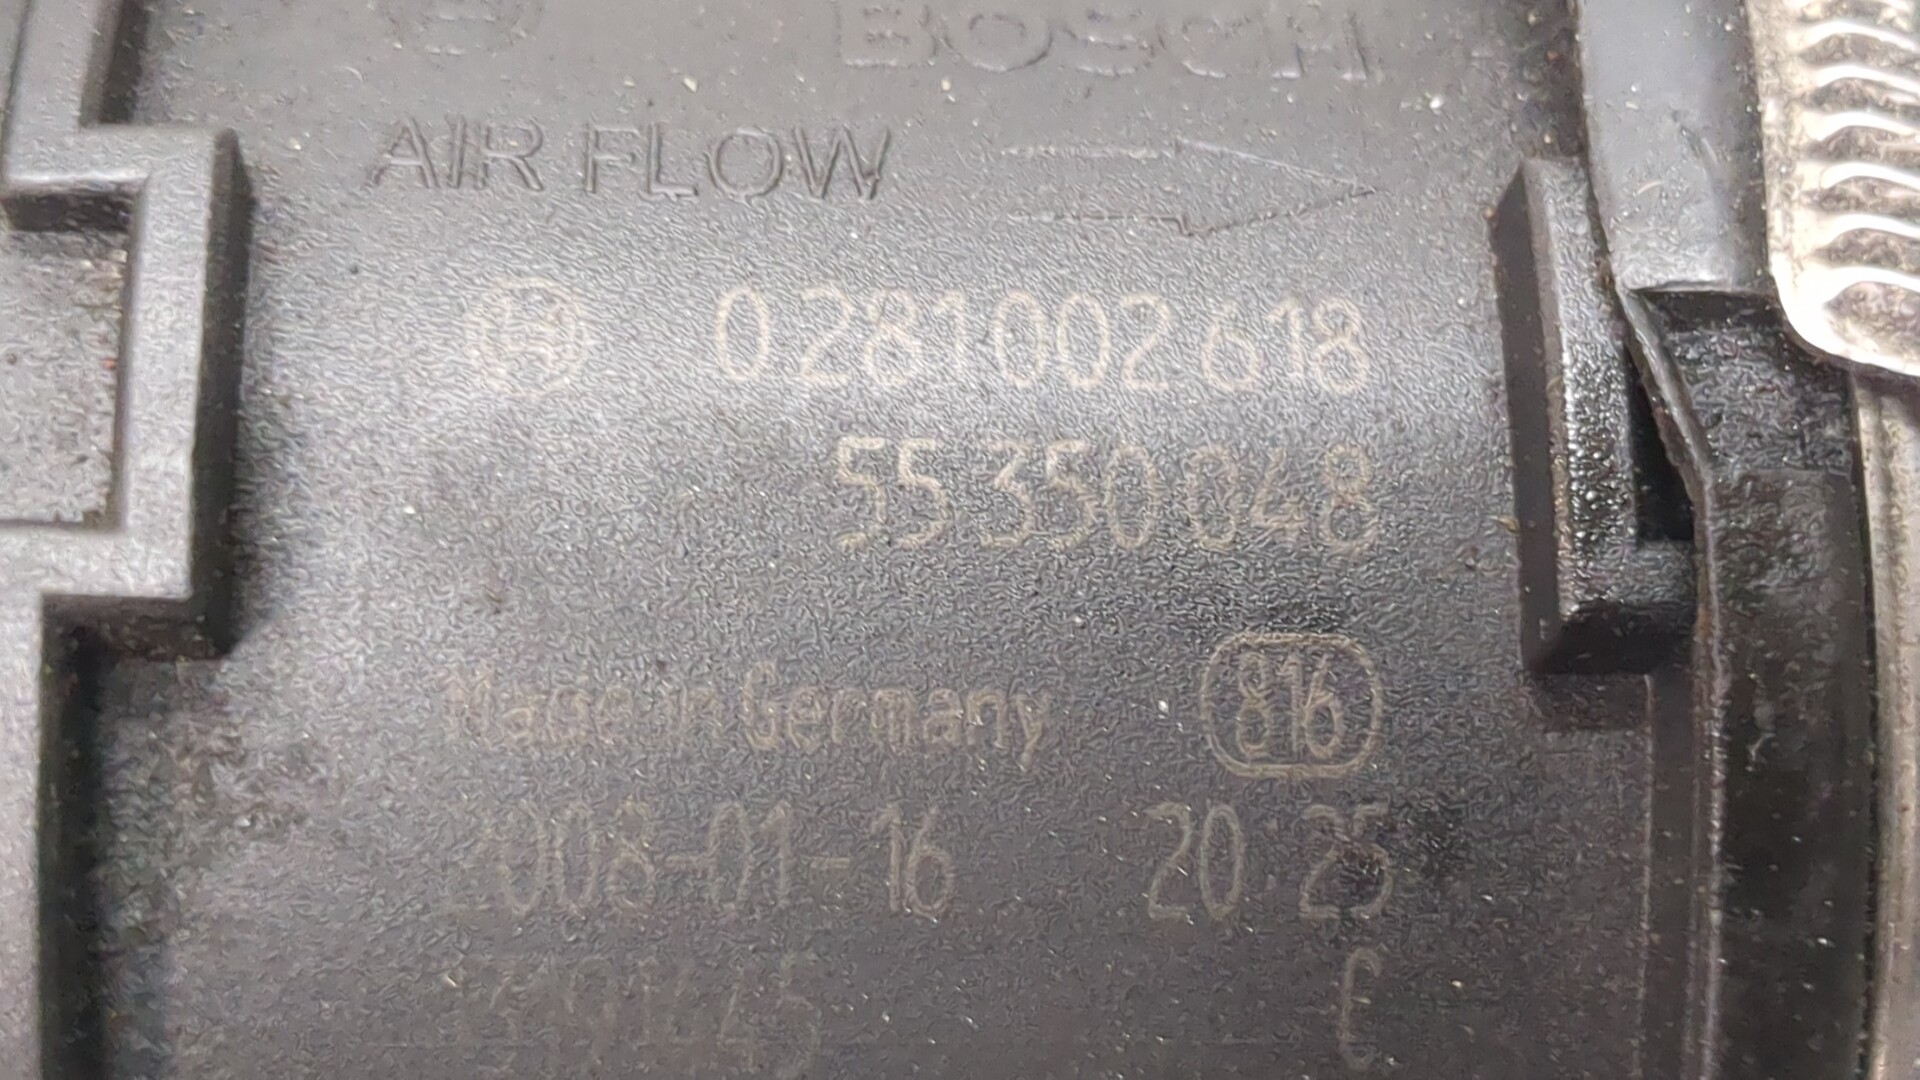 BOSCH
AIR FLOW
0 281 002 618
55 350 048
Made in Germany 816
2008-01-16 20 25